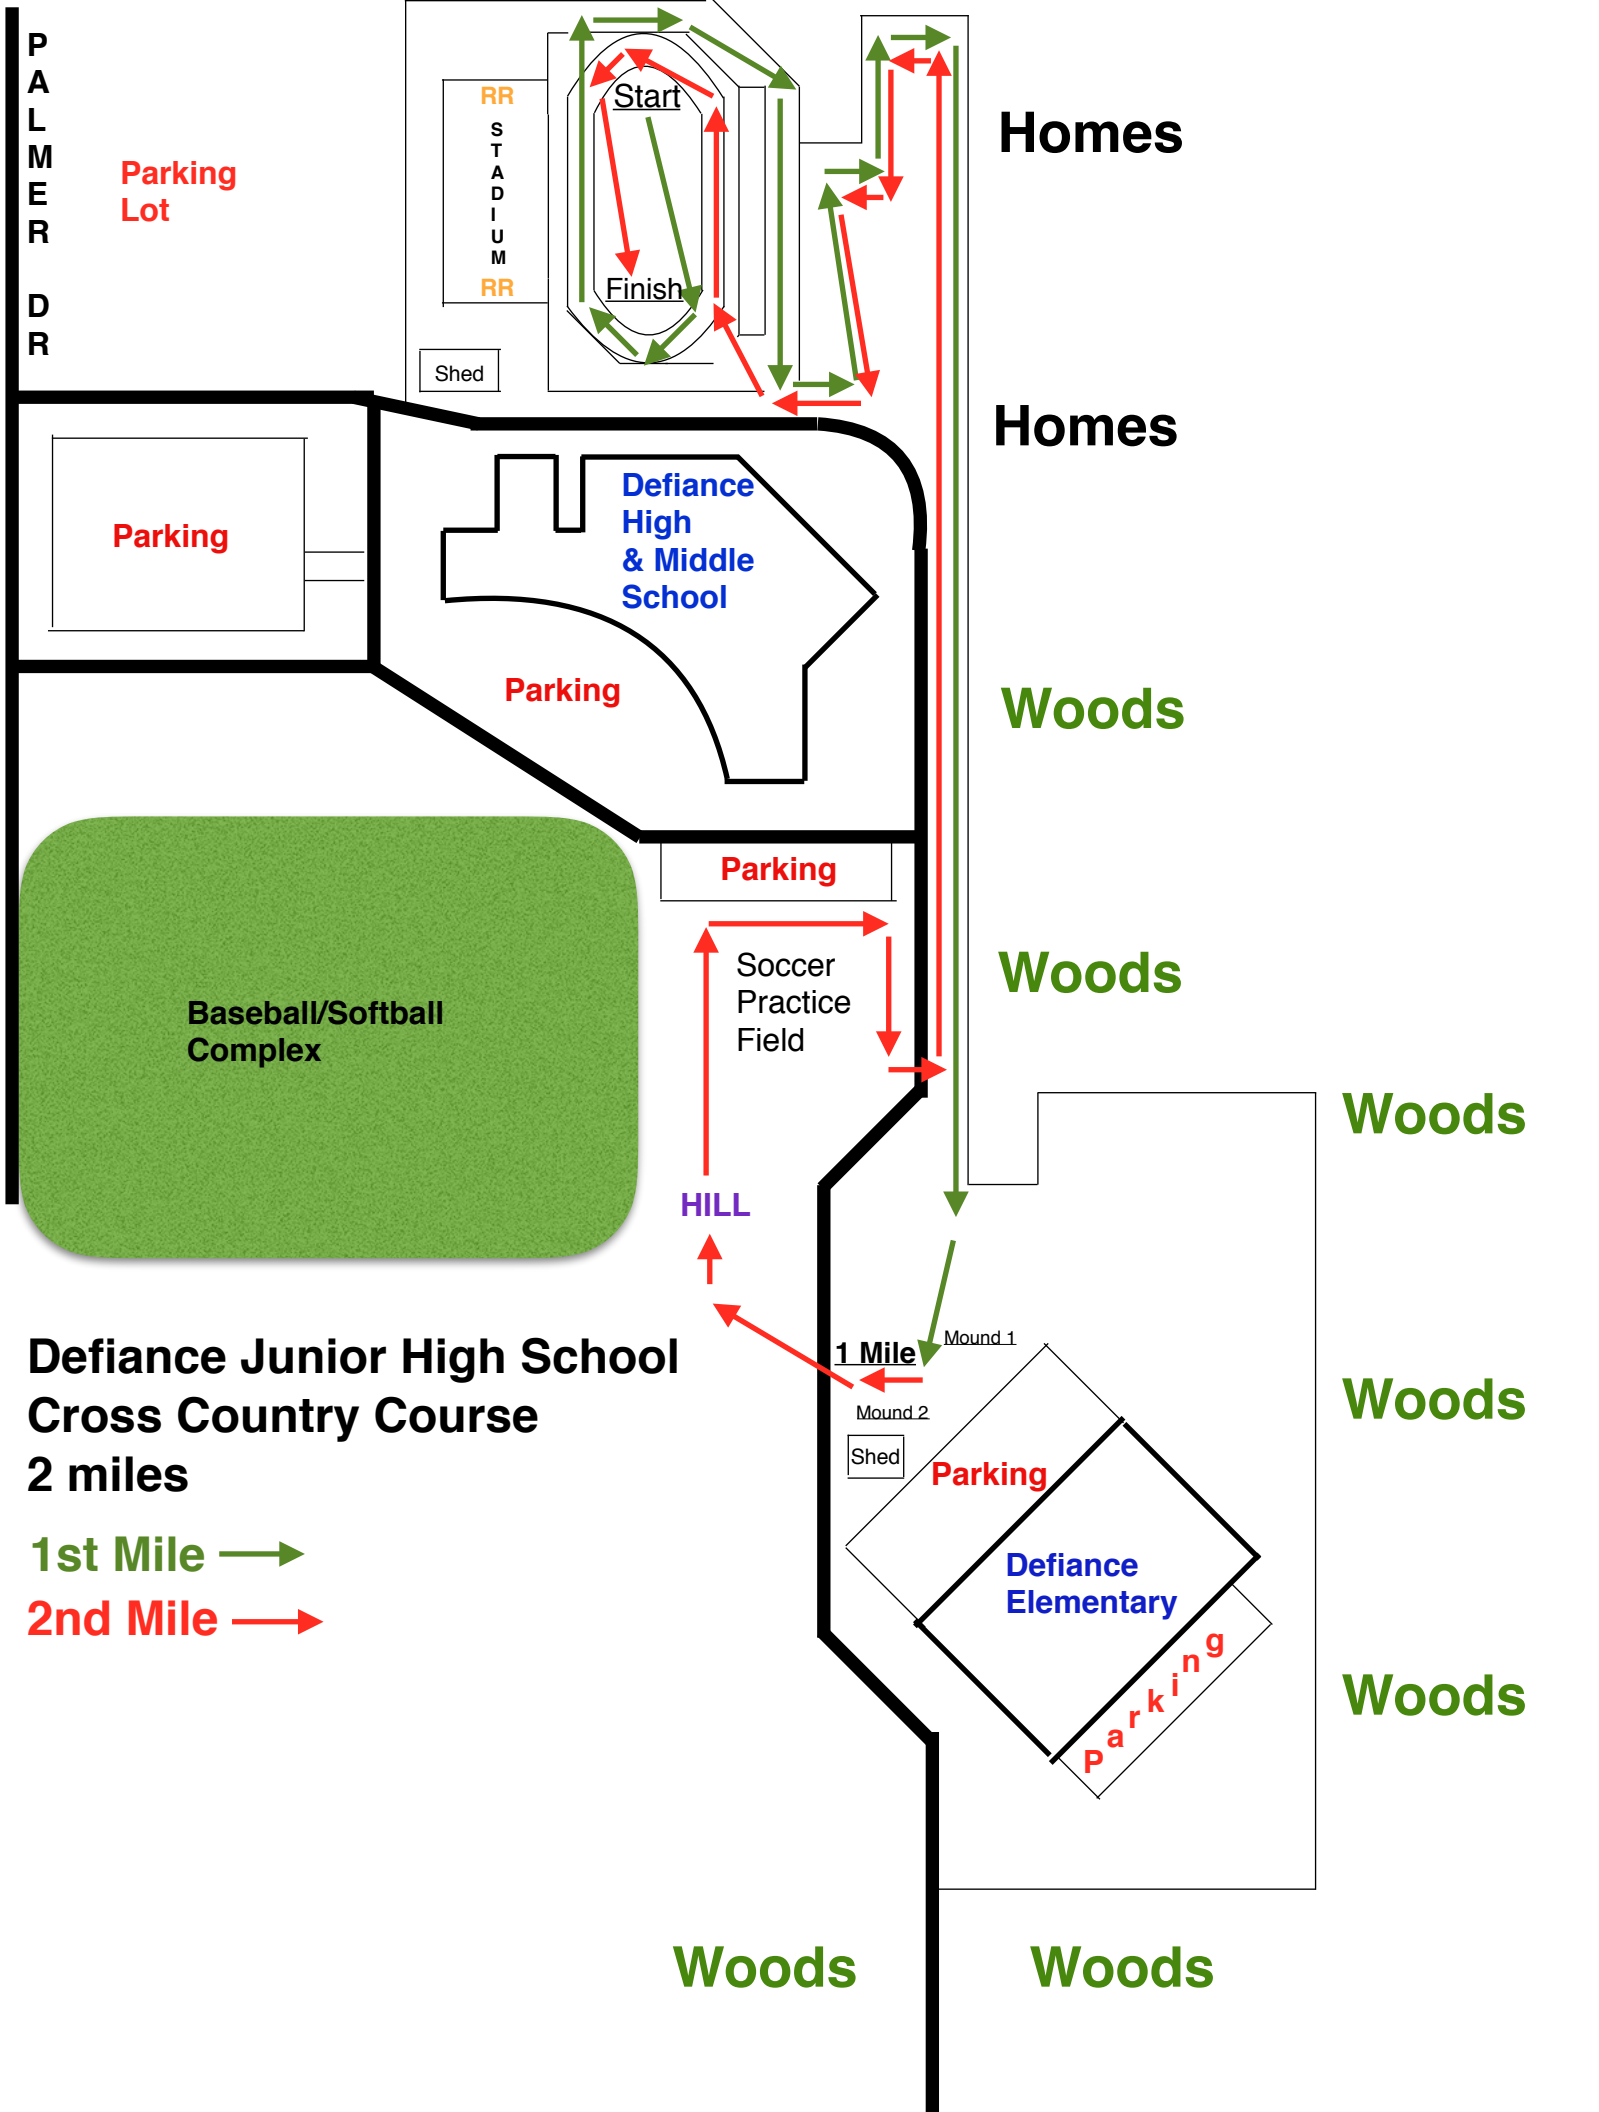 PALMER DR
Parking
Lot
RR
STADIUM
RR
Start
Finish
Shed
Homes
Homes
Parking
Defiance
High
& Middle
School
Parking
Woods
Parking
Soccer
Practice
Field
Woods
Baseball/Softball
Complex
Woods
HILL
Defiance Junior High School
Cross Country Course
2 miles
1st Mile
2nd Mile
1 Mile
Mound 1
Mound 2
Shed
Parking
Woods
Defiance
Elementary
Parking
Woods
Woods
Woods